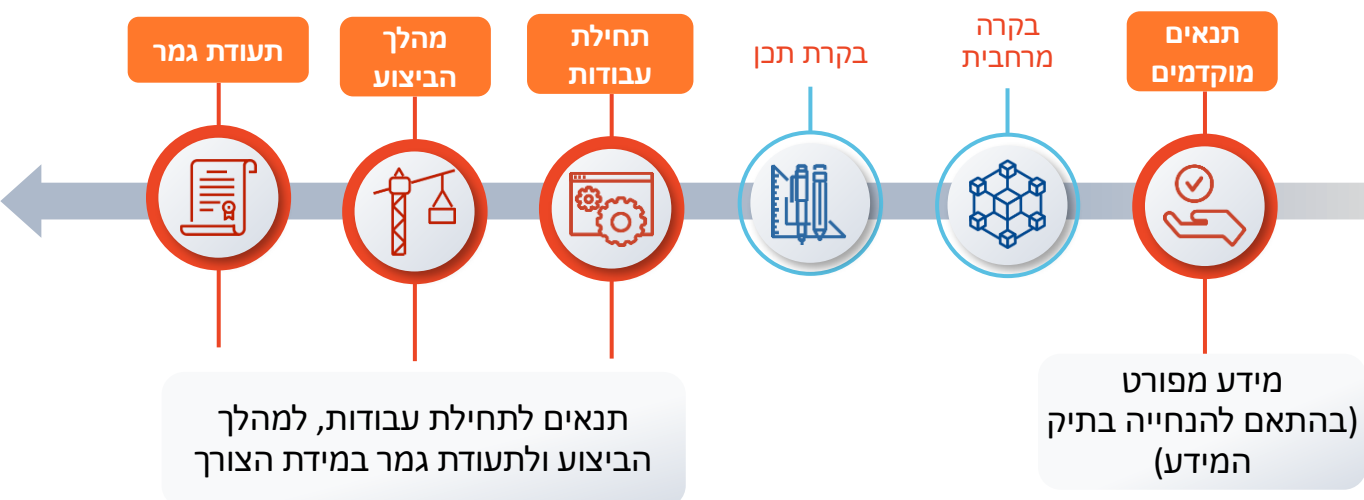 תנאים
מוקדמים
בקרה
מרחבית
בקרת תכן
תחילת
עבודות
מהלך
הביצוע
תעודת גמר
מידע מפורט
(בהתאם להנחייה בתיק
המידע)
תנאים לתחילת עבודות, למהלך
הביצוע ולתעודת גמר במידת הצורך